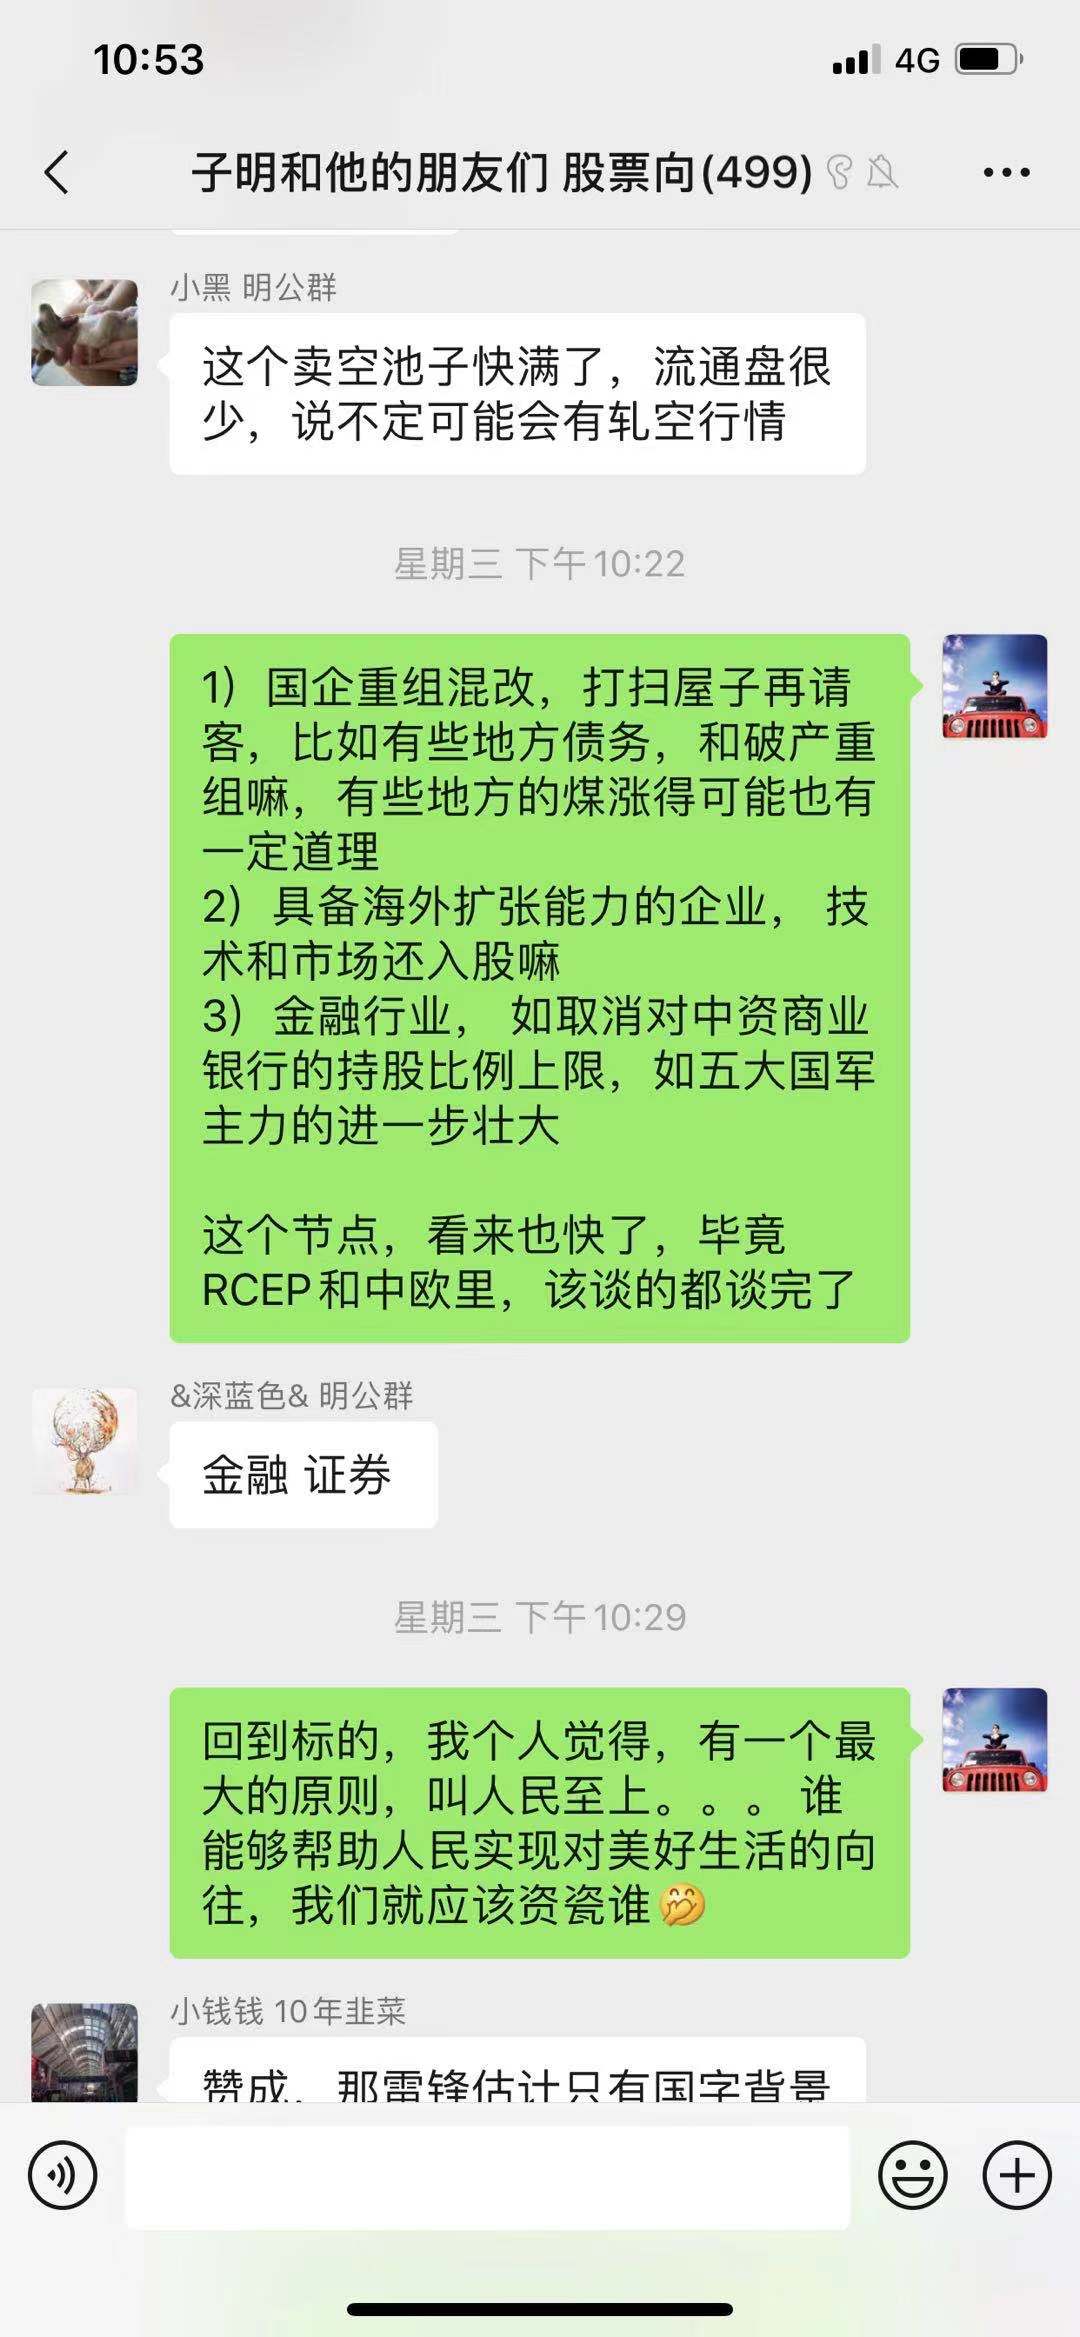 10:53
4G
子明和他的朋友们 股票向(499)
小黑 明公群
这个卖空池子快满了，流通盘很
少，说不定可能会有轧空行情
星期三 下午10:22
1）国企重组混改，打扫屋子再请
客，比如有些地方债务，和破产重
组嘛，有些地方的煤涨得可能也有
一定道理
2）具备海外扩张能力的企业， 技
术和市场还入股嘛
3）金融行业， 如取消对中资商业
银行的持股比例上限，如五大国军
主力的进一步壮大
这个节点，看来也快了，毕竟
RCEP和中欧里，该谈的都谈完了
&深蓝色& 明公群
金融 证券
星期三 下午10:29
回到标的，我个人觉得，有一个最
大的原则，叫人民至上。。。 谁
能够帮助人民实现对美好生活的向
往，我们就应该资瓷谁
小钱钱 10年韭菜
赞成，那雷锋估计只有国字背景